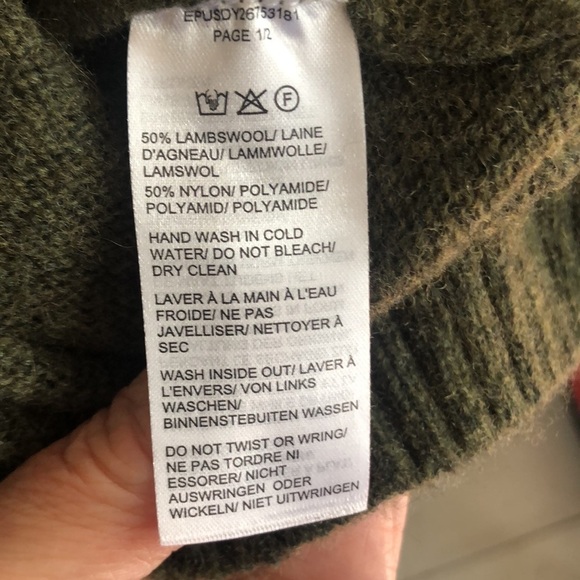 EPUSDY26753181
PAGE 1/2
F
50% LAMBSWOOL/ LAINE
D'AGNEAU/ LAMMWOLLE/
LAMSWOL
50% NYLON/ POLYAMIDE/
POLYAMID/ POLYAMIDE
HAND WASH IN COLD
WATER/ DO NOT BLEACH/
DRY CLEAN
LAVER À LA MAIN À L'EAU
FROIDE/ NE PAS
JAVELLISER/ NETTOYER À
SEC
WASH INSIDE OUT/ LAVER À
L'ENVERS/ VON LINKS
WASCHEN/
BINNENSTEBUITEN WASSEN
DO NOT TWIST OR WRING/
NE PAS TORDRE NI
ESSORER/ NICHT
AUSWRINGEN ODER
WICKELN/ NIET UITWRINGEN